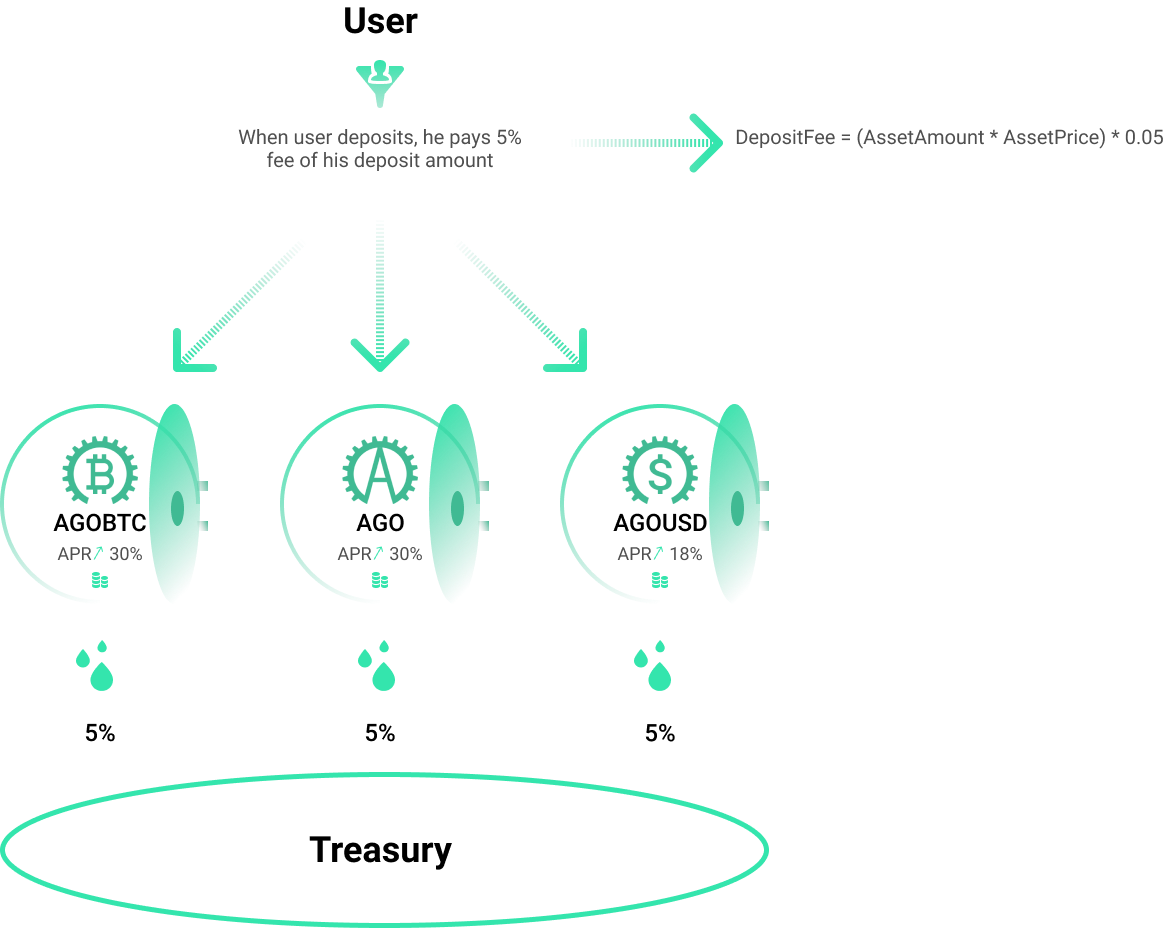 User
When user deposits, he pays 5%
fee of his deposit amount
DepositFee = (AssetAmount * AssetPrice) * 0.05
AGOBTC
APR↗ 30%
AGO
APR↗ 30%
AGOUSD
APR↗ 18%
5%
5%
5%
Treasury